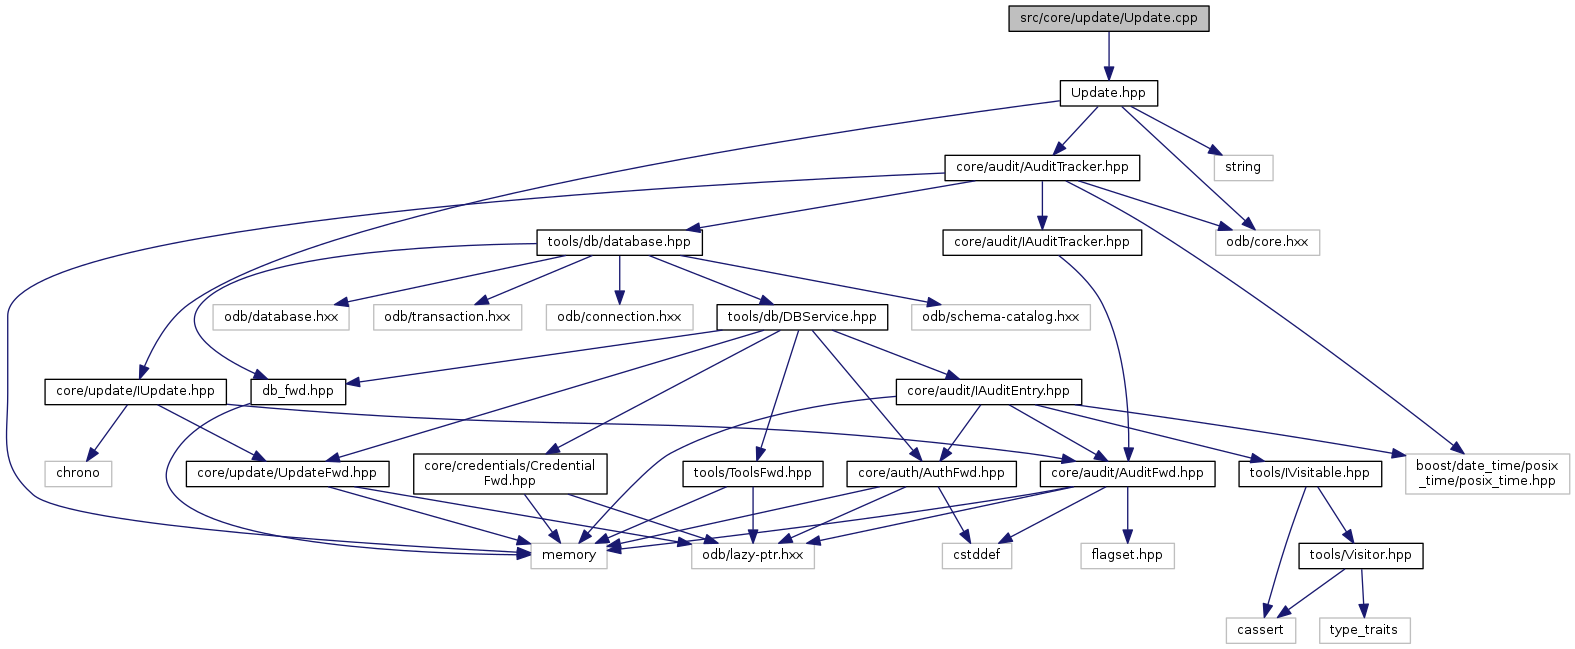 src/core/update/Update.cpp
Update.hpp
core/audit/AuditTracker.hpp
string
tools/db/database.hpp
core/audit/IAuditTracker.hpp
odb/core.hxx
odb/database.hxx
odb/transaction.hxx
odb/connection.hxx
tools/db/DBService.hpp
odb/schema-catalog.hxx
core/update/IUpdate.hpp
db_fwd.hpp
core/audit/IAuditEntry.hpp
chrono
core/update/UpdateFwd.hpp
core/credentials/Credential
Fwd.hpp
tools/ToolsFwd.hpp
core/auth/AuthFwd.hpp
core/audit/AuditFwd.hpp
tools/IVisitable.hpp
boost/date_time/posix
_time/posix_time.hpp
memory
odb/lazy-ptr.hxx
cstddef
flagset.hpp
tools/Visitor.hpp
cassert
type_traits